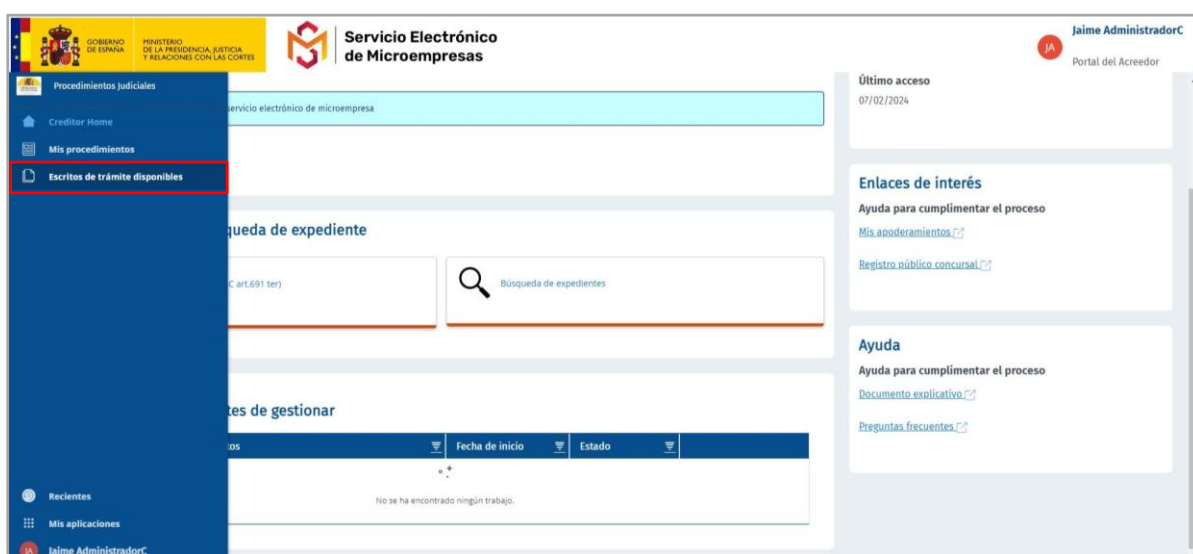 GOBIERNO
DE ESPAÑA
MINISTERIO
DE LA PRESIDENCIA, JUSTICIA
Y RELACIONES CON LAS CORTES
Servicio Electrónico
de Microempresas
JA
Jaime AdministradorC
Portal del Acreedor
Procedimientos Judiciales
Creditor Home
Mis procedimientos
Escritos de trámite disponibles
Recientes
Mis aplicaciones
JA
Jaime AdministradorC
servicio electrónico de microempresa
queda de expediente
C art.691 ter)
Búsqueda de expedientes
tes de gestionar
tos
Fecha de inicio
Estado
No se ha encontrado ningún trabajo.
Último acceso
07/02/2024
Enlaces de interés
Ayuda para cumplimentar el proceso
Mis apoderamientos
Registro público concursal
Ayuda
Ayuda para cumplimentar el proceso
Documento explicativo
Preguntas frecuentes